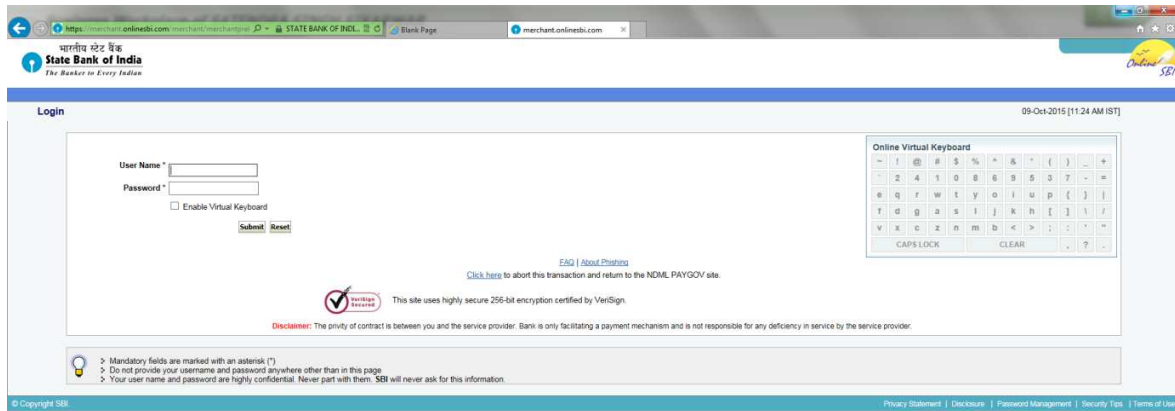 https://merchant.onlinesbi.com/merchant/merchantprel STATE BANK OF INDI... Blank Page merchant.onlinesbi.com
भारतीय स्टेट बैंक
State Bank of India
The Banker to Every Indian
Online SBI
Login
09-Oct-2015 [11:24 AM IST]
User Name *
Password *
Enable Virtual Keyboard
Submit Reset
Online Virtual Keyboard
~ ! @ # $ % ^ & * ( ) _ +
` 2 4 1 0 8 6 9 5 3 7 - =
e q r w t y o i u p { } |
f d g a s l j k h [ ] \ /
v x c z n m b < > ; : ' "
CAPS LOCK CLEAR , ? .
FAQ | About Phishing
Click here to abort this transaction and return to the NDML PAYGOV site.
VeriSign Secured
This site uses highly secure 256-bit encryption certified by VeriSign.
Disclaimer: The privity of contract is between you and the service provider. Bank is only facilitating a payment mechanism and is not responsible for any deficiency in service by the service provider.
Mandatory fields are marked with an asterisk (*)
Do not provide your username and password anywhere other than in this page
Your user name and password are highly confidential. Never part with them. SBI will never ask for this information.
© Copyright SBI.
Privacy Statement | Disclosure | Password Management | Security Tips | Terms of Use